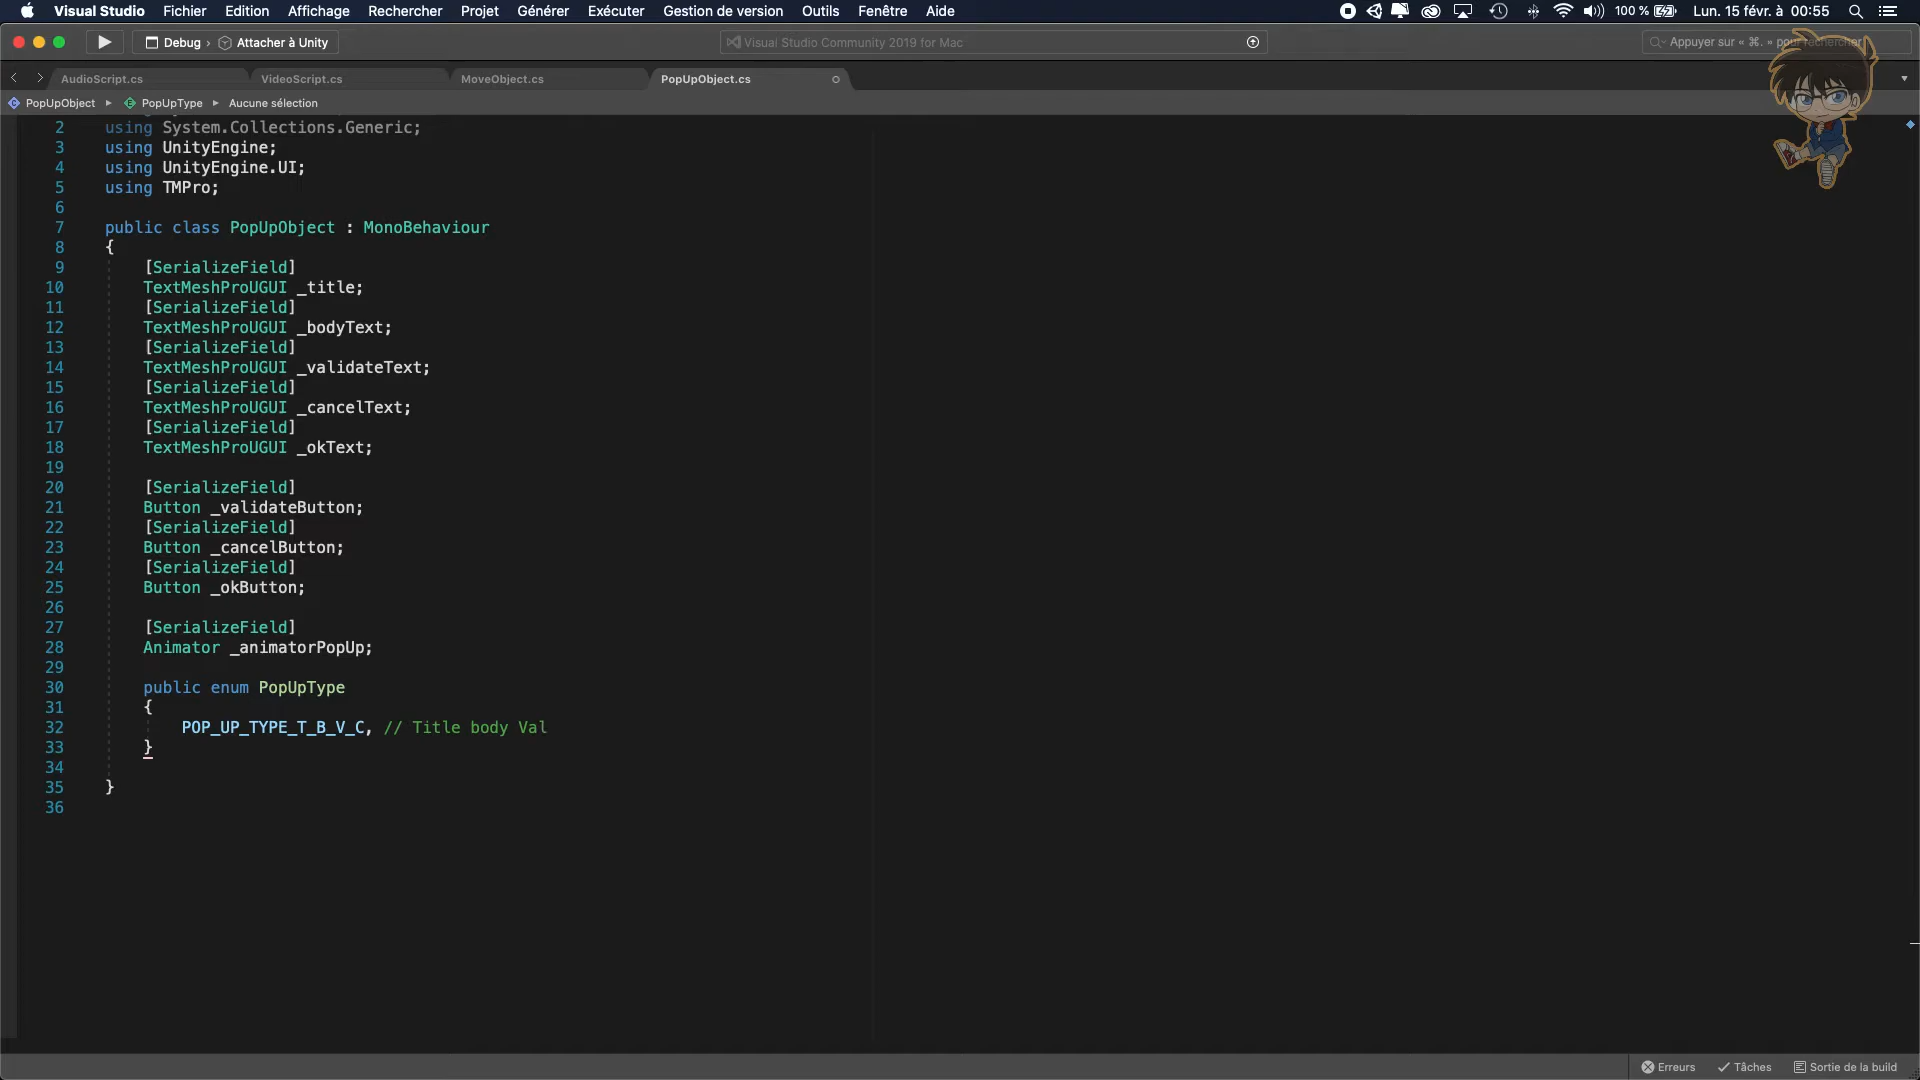 Visual Studio Fichier Edition Affichage Rechercher Projet Générer Exécuter Gestion de version Outils Fenêtre Aide 100 % Lun. 15 févr. à 00:55
Debug › Attacher à Unity Visual Studio Community 2019 for Mac Appuyer sur « ⌘. » pour rechercher
AudioScript.cs VideoScript.cs MoveObject.cs PopUpObject.cs
PopUpObject ▸ PopUpType ▸ Aucune sélection
2 using System.Collections.Generic;
3 using UnityEngine;
4 using UnityEngine.UI;
5 using TMPro;
6
7 public class PopUpObject : MonoBehaviour
8 {
9 [SerializeField]
10 TextMeshProUGUI _title;
11 [SerializeField]
12 TextMeshProUGUI _bodyText;
13 [SerializeField]
14 TextMeshProUGUI _validateText;
15 [SerializeField]
16 TextMeshProUGUI _cancelText;
17 [SerializeField]
18 TextMeshProUGUI _okText;
19
20 [SerializeField]
21 Button _validateButton;
22 [SerializeField]
23 Button _cancelButton;
24 [SerializeField]
25 Button _okButton;
26
27 [SerializeField]
28 Animator _animatorPopUp;
29
30 public enum PopUpType
31 {
32 POP_UP_TYPE_T_B_V_C, // Title body Val
33 }
34
35 }
36
Erreurs Tâches Sortie de la build